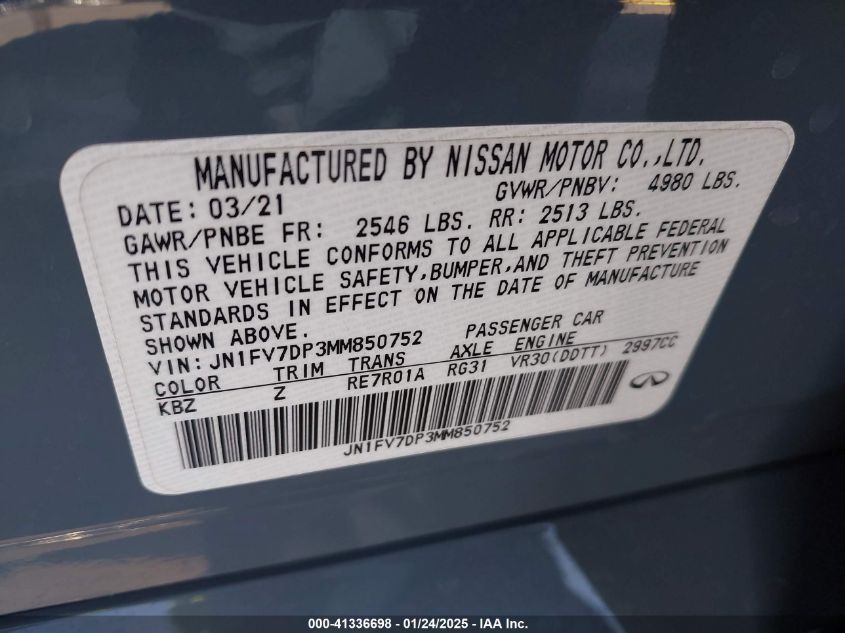 MANUFACTURED BY NISSAN MOTOR CO.,LTD.
DATE: 03/21 GVWR/PNBV: 4980 LBS.
GAWR/PNBE FR: 2546 LBS. RR: 2513 LBS.
THIS VEHICLE CONFORMS TO ALL APPLICABLE FEDERAL
MOTOR VEHICLE SAFETY,BUMPER,AND THEFT PREVENTION
STANDARDS IN EFFECT ON THE DATE OF MANUFACTURE
SHOWN ABOVE.
VIN: JN1FV7DP3MM850752 PASSENGER CAR
COLOR TRIM TRANS AXLE ENGINE
KBZ Z RE7R01A RG31 VR30(DDTT) 2997CC
JN1FV7DP3MM850752
000-41336698 - 01/24/2025 - IAA Inc.